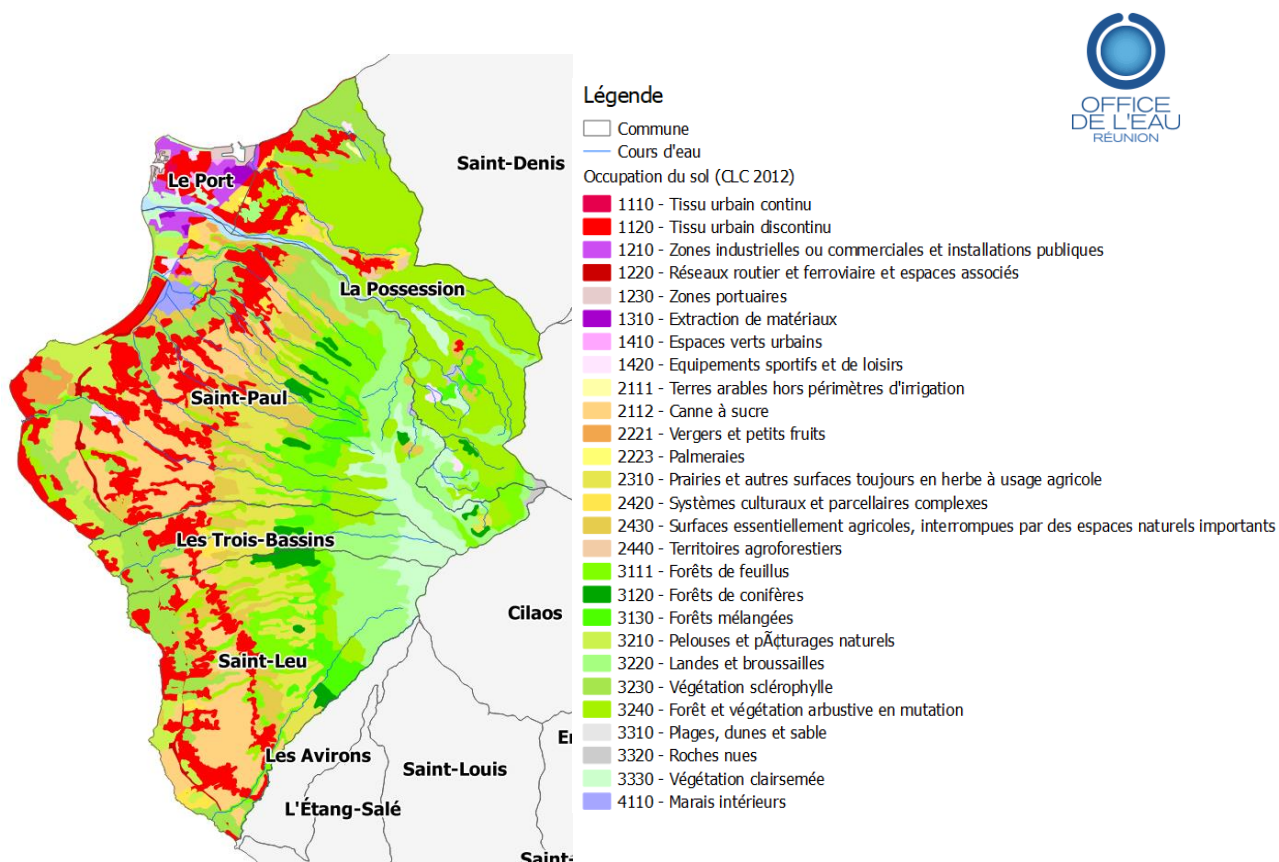 OFFICE
DE L'EAU
RÉUNION
Légende
Commune
Cours d'eau
Occupation du sol (CLC 2012)
1110 - Tissu urbain continu
1120 - Tissu urbain discontinu
1210 - Zones industrielles ou commerciales et installations publiques
1220 - Réseaux routier et ferroviaire et espaces associés
1230 - Zones portuaires
1310 - Extraction de matériaux
1410 - Espaces verts urbains
1420 - Equipements sportifs et de loisirs
2111 - Terres arables hors périmètres d'irrigation
2112 - Canne à sucre
2221 - Vergers et petits fruits
2223 - Palmeraies
2310 - Prairies et autres surfaces toujours en herbe à usage agricole
2420 - Systèmes culturaux et parcellaires complexes
2430 - Surfaces essentiellement agricoles, interrompues par des espaces naturels importants
2440 - Territoires agroforestiers
3111 - Forêts de feuillus
3120 - Forêts de conifères
3130 - Forêts mélangées
3210 - Pelouses et pÃ¢turages naturels
3220 - Landes et broussailles
3230 - Végétation sclérophylle
3240 - Forêt et végétation arbustive en mutation
3310 - Plages, dunes et sable
3320 - Roches nues
3330 - Végétation clairsemée
4110 - Marais intérieurs
Saint-Denis
Le Port
La Possession
Saint-Paul
Les Trois-Bassins
Cilaos
Saint-Leu
Les Avirons
Saint-Louis
L'Étang-Salé